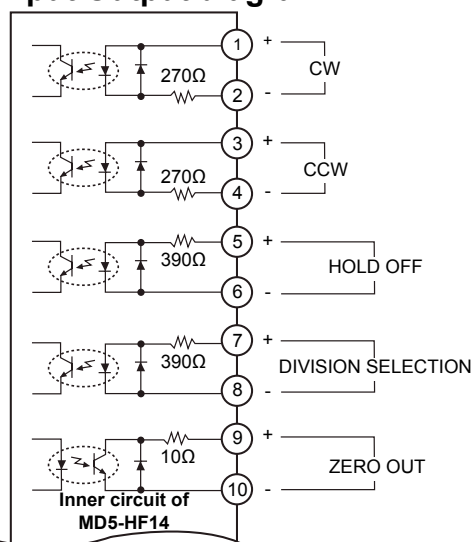 1 +
CW
270Ω
2 -
3 +
CCW
270Ω
4 -
5 +
390Ω
HOLD OFF
6 -
7 +
390Ω
DIVISION SELECTION
8 -
9 +
10Ω
ZERO OUT
10 -
Inner circuit of
MD5-HF14